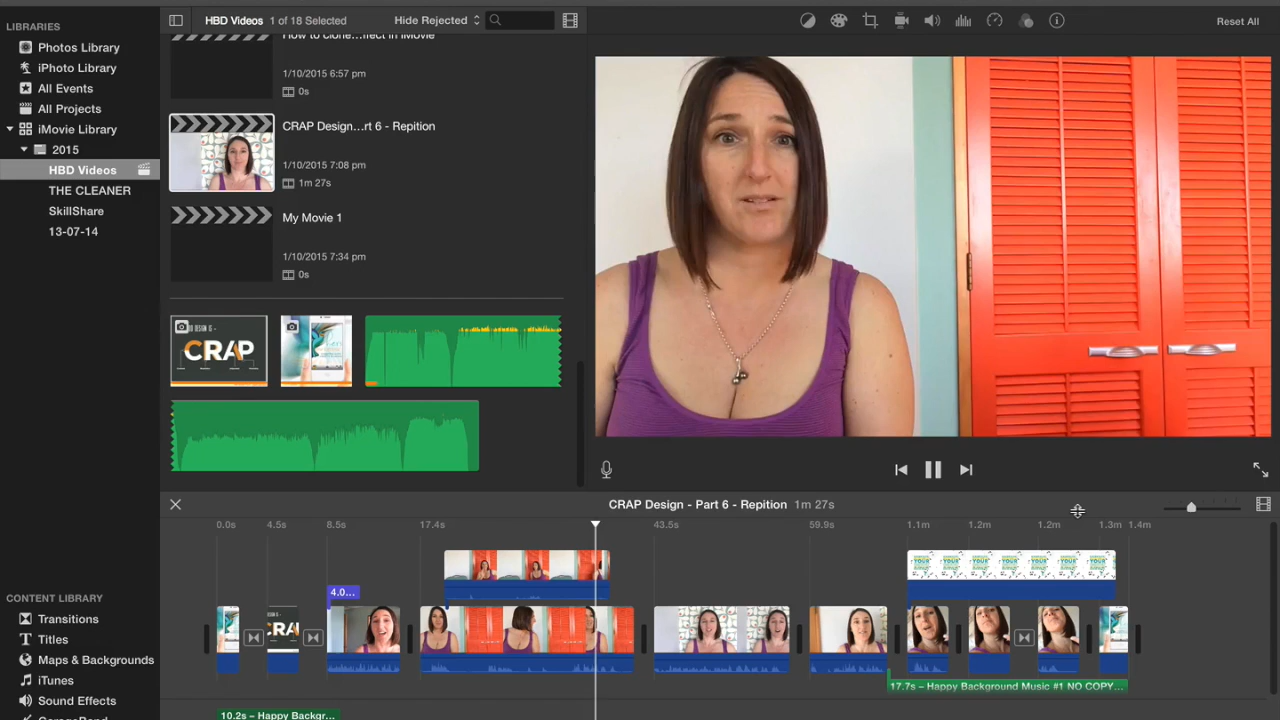 LIBRARIES
Photos Library
iPhoto Library
All Events
All Projects
iMovie Library
2015
HBD Videos
THE CLEANER
SkillShare
13-07-14
CONTENT LIBRARY
Transitions
Titles
Maps & Backgrounds
iTunes
Sound Effects
HBD Videos 1 of 18 Selected
Hide Rejected
1/10/2015 6:57 pm
0s
CRAP Design...rt 6 - Repition
1/10/2015 7:08 pm
1m 27s
My Movie 1
1/10/2015 7:34 pm
0s
CRAP
Reset All
CRAP Design - Part 6 - Repition 1m 27s
0.0s 4.5s 8.5s 17.4s 43.5s 59.9s 1.1m 1.2m 1.2m 1.3m 1.4m
4.0...
17.7s – Happy Background Music #1 NO COPY...
10.2s – Happy Backgr...